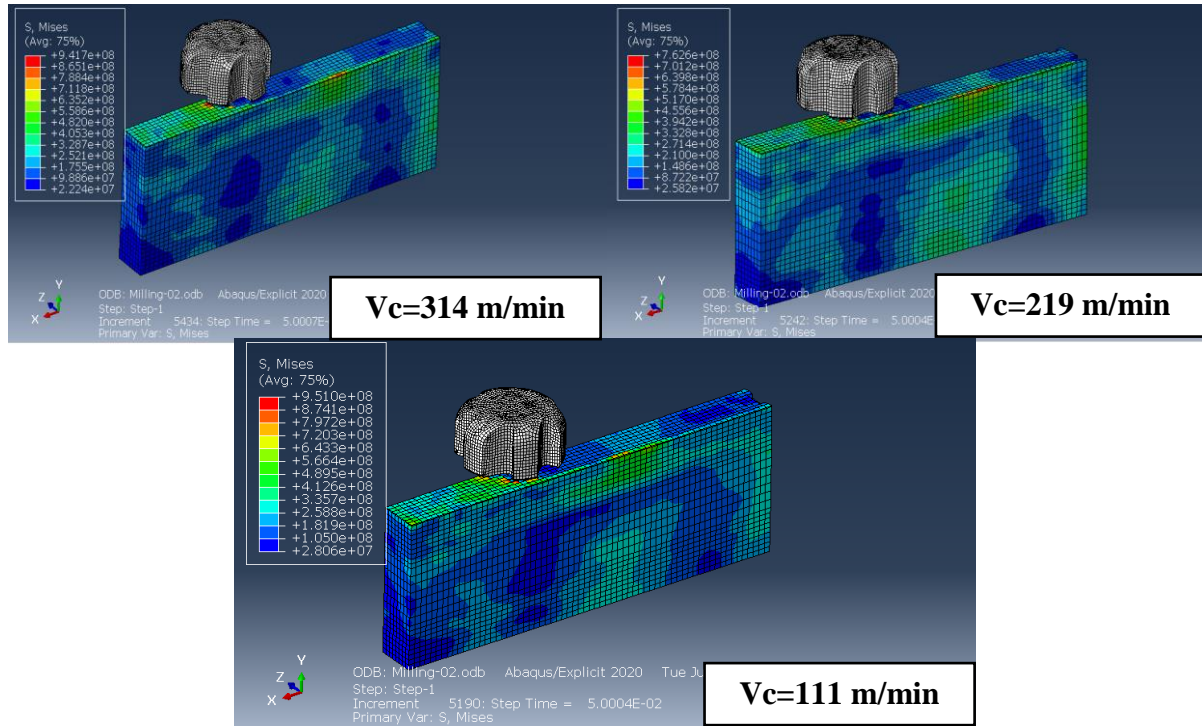 S, Mises
(Avg: 75%)
+9.417e+08
+8.651e+08
+7.884e+08
+7.118e+08
+6.352e+08
+5.586e+08
+4.820e+08
+4.053e+08
+3.287e+08
+2.521e+08
+1.755e+08
+9.886e+07
+2.224e+07
Y
Z
X
ODB: Milling-02.odb Abaqus/Explicit 2020
Step: Step-1
Increment 5434: Step Time = 5.0007E-
Primary Var: S, Mises
Vc=314 m/min
S, Mises
(Avg: 75%)
+7.626e+08
+7.012e+08
+6.398e+08
+5.784e+08
+5.170e+08
+4.556e+08
+3.942e+08
+3.328e+08
+2.714e+08
+2.100e+08
+1.486e+08
+8.722e+07
+2.582e+07
Y
Z
X
ODB: Milling-02.odb Abaqus/Explicit 2020
Step: Step-1
Increment 5242: Step Time = 5.0004E
Primary Var: S, Mises
Vc=219 m/min
S, Mises
(Avg: 75%)
+9.510e+08
+8.741e+08
+7.972e+08
+7.203e+08
+6.433e+08
+5.664e+08
+4.895e+08
+4.126e+08
+3.357e+08
+2.588e+08
+1.819e+08
+1.050e+08
+2.806e+07
Y
Z
X
ODB: Milling-02.odb Abaqus/Explicit 2020 Tue Ju
Step: Step-1
Increment 5190: Step Time = 5.0004E-02
Primary Var: S, Mises
Vc=111 m/min